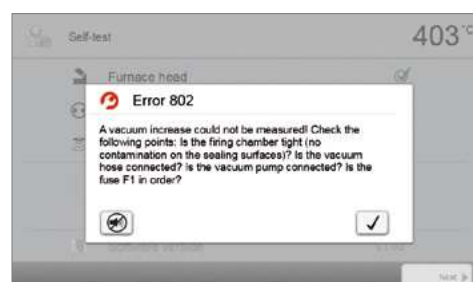 Self-test
403 °C
Furnace head
Error 802
A vacuum increase could not be measured! Check the
following points: Is the firing chamber tight (no
contamination on the sealing surfaces)? Is the vacuum
hose connected? Is the vacuum pump connected? Is the
fuse F1 in order?
Next